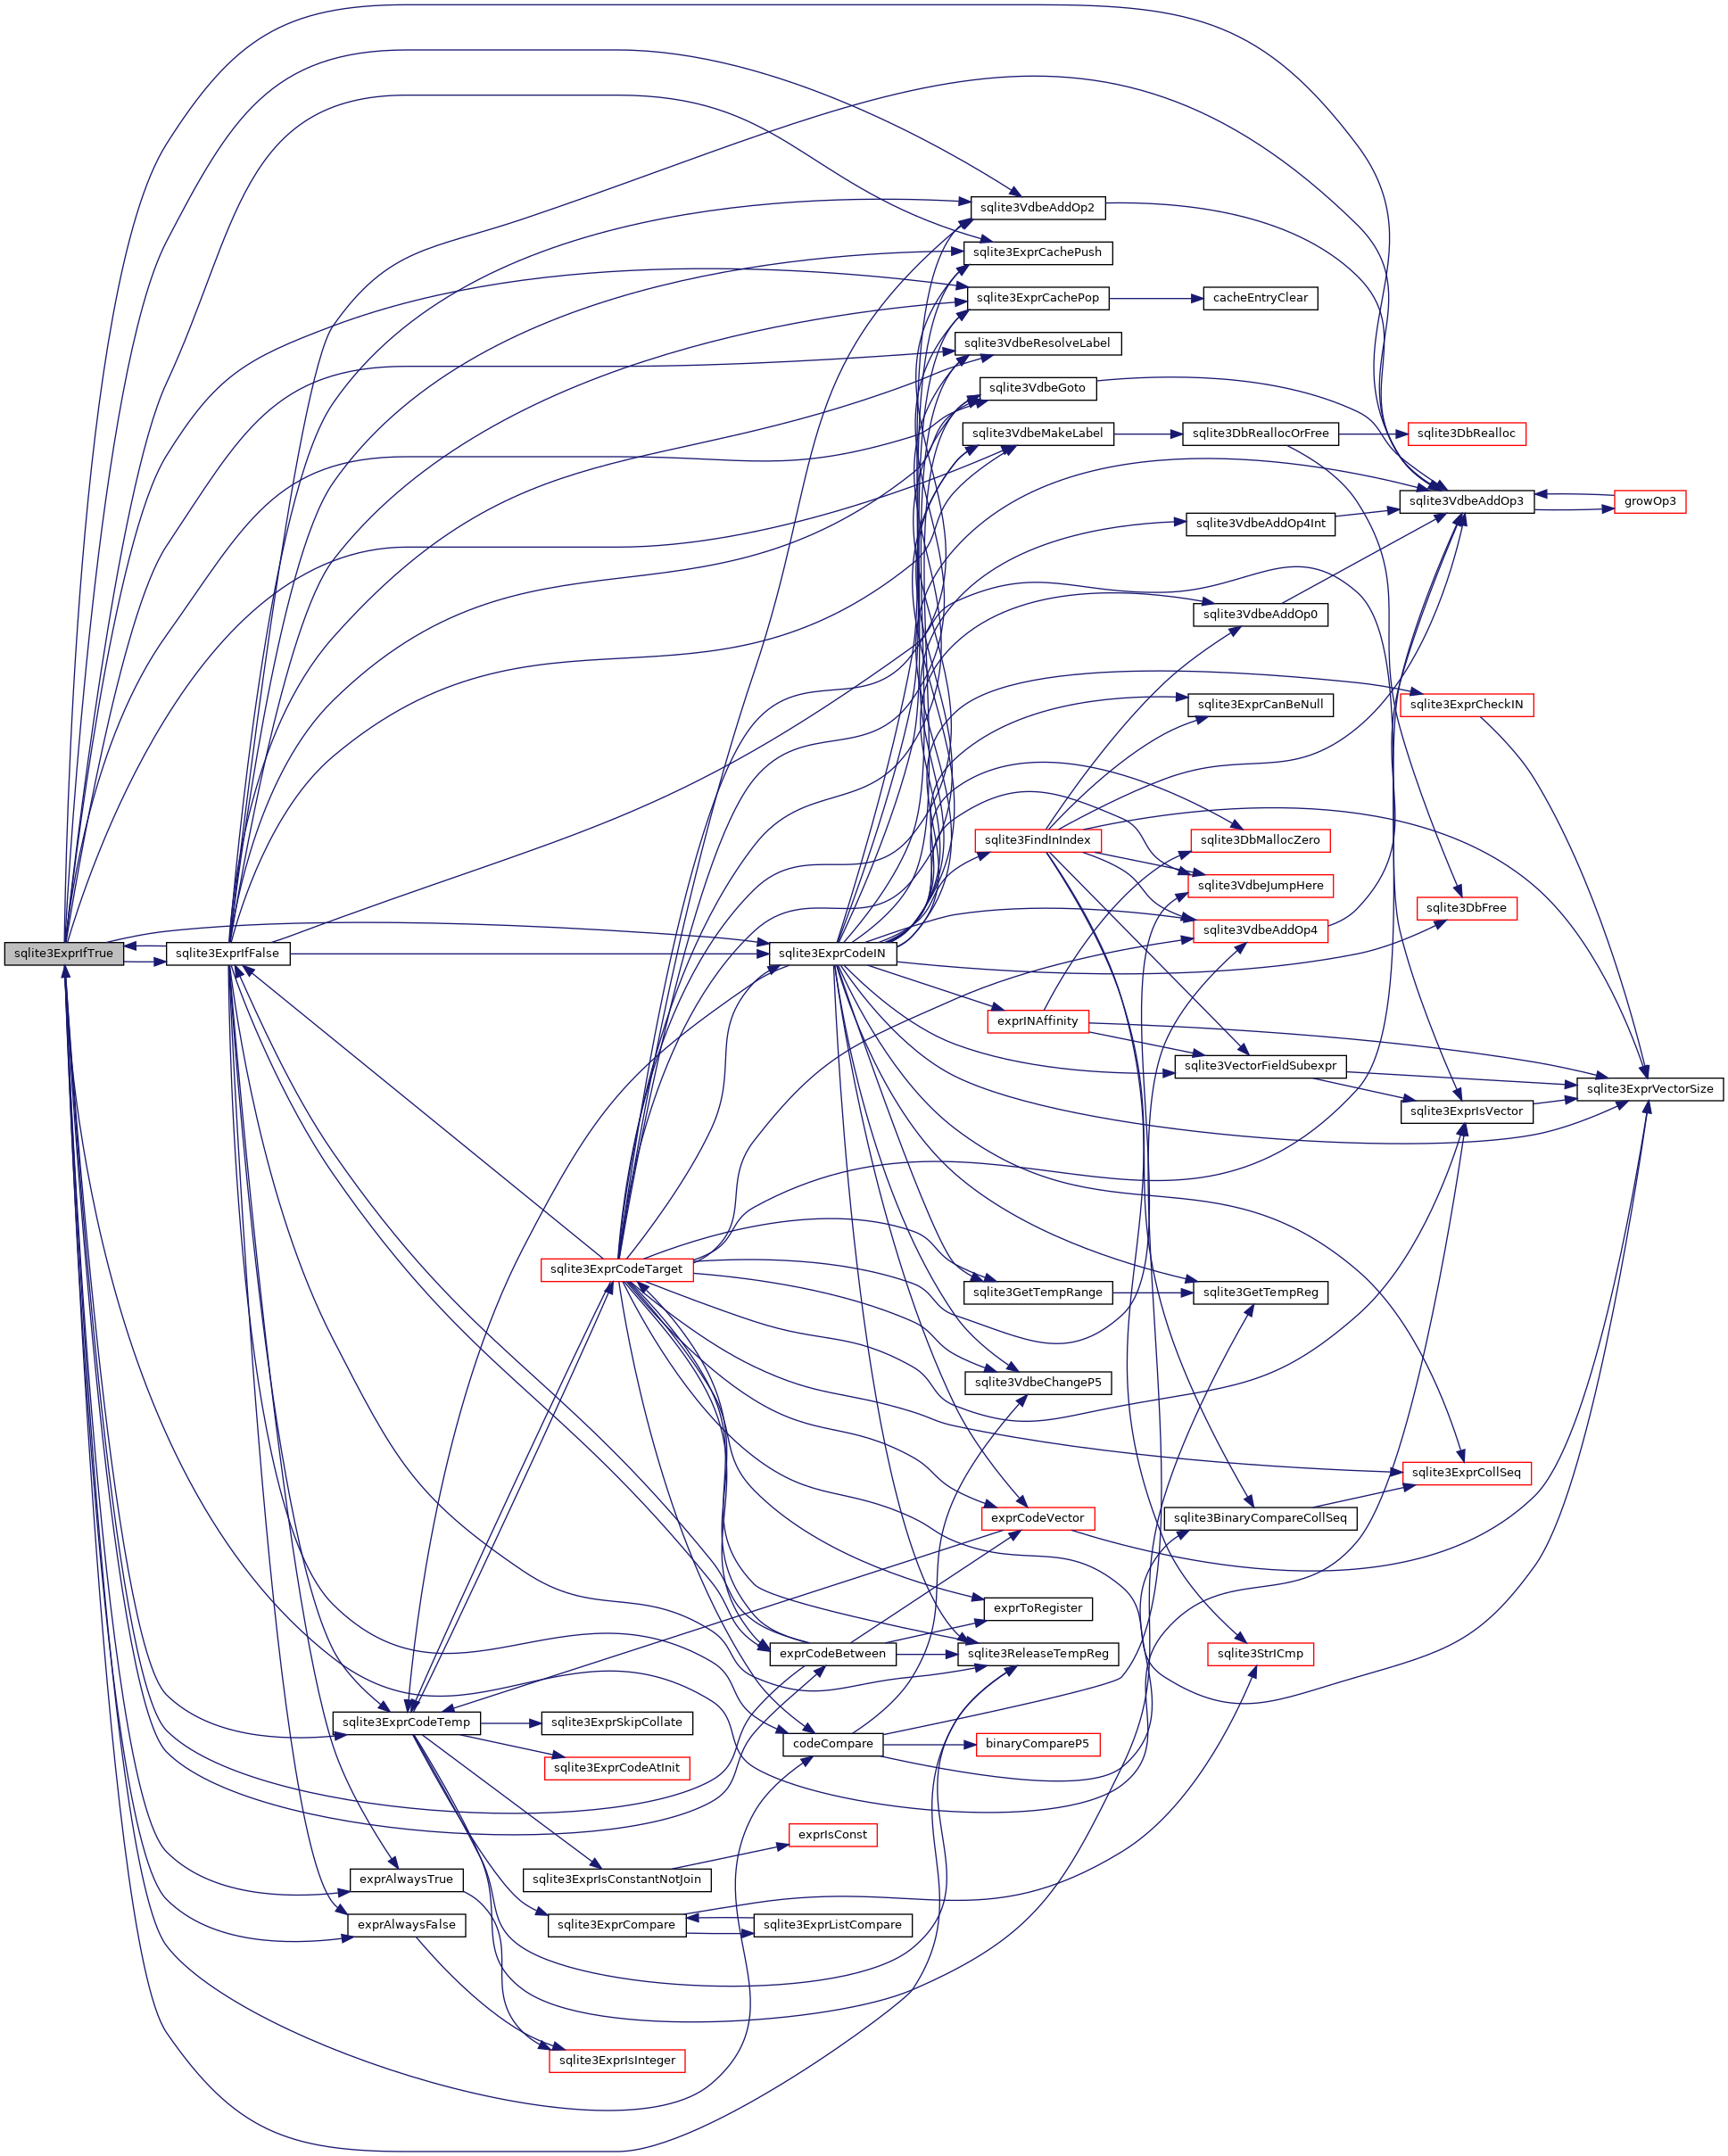 sqlite3VdbeAddOp2
sqlite3ExprCachePush
sqlite3ExprCachePop
cacheEntryClear
sqlite3VdbeResolveLabel
sqlite3VdbeGoto
sqlite3VdbeMakeLabel
sqlite3DbReallocOrFree
sqlite3DbRealloc
sqlite3VdbeAddOp3
growOp3
sqlite3VdbeAddOp4Int
sqlite3VdbeAddOp0
sqlite3ExprCanBeNull
sqlite3ExprCheckIN
sqlite3FindInIndex
sqlite3DbMallocZero
sqlite3VdbeJumpHere
sqlite3DbFree
sqlite3VdbeAddOp4
sqlite3ExprIfTrue
sqlite3ExprIfFalse
sqlite3ExprCodeIN
exprINAffinity
sqlite3VectorFieldSubexpr
sqlite3ExprVectorSize
sqlite3ExprIsVector
sqlite3ExprCodeTarget
sqlite3GetTempRange
sqlite3GetTempReg
sqlite3VdbeChangeP5
sqlite3ExprCollSeq
exprCodeVector
sqlite3BinaryCompareCollSeq
exprToRegister
exprCodeBetween
sqlite3ReleaseTempReg
sqlite3StrICmp
sqlite3ExprCodeTemp
sqlite3ExprSkipCollate
codeCompare
binaryCompareP5
sqlite3ExprCodeAtInit
exprIsConst
exprAlwaysTrue
sqlite3ExprIsConstantNotJoin
exprAlwaysFalse
sqlite3ExprCompare
sqlite3ExprListCompare
sqlite3ExprIsInteger